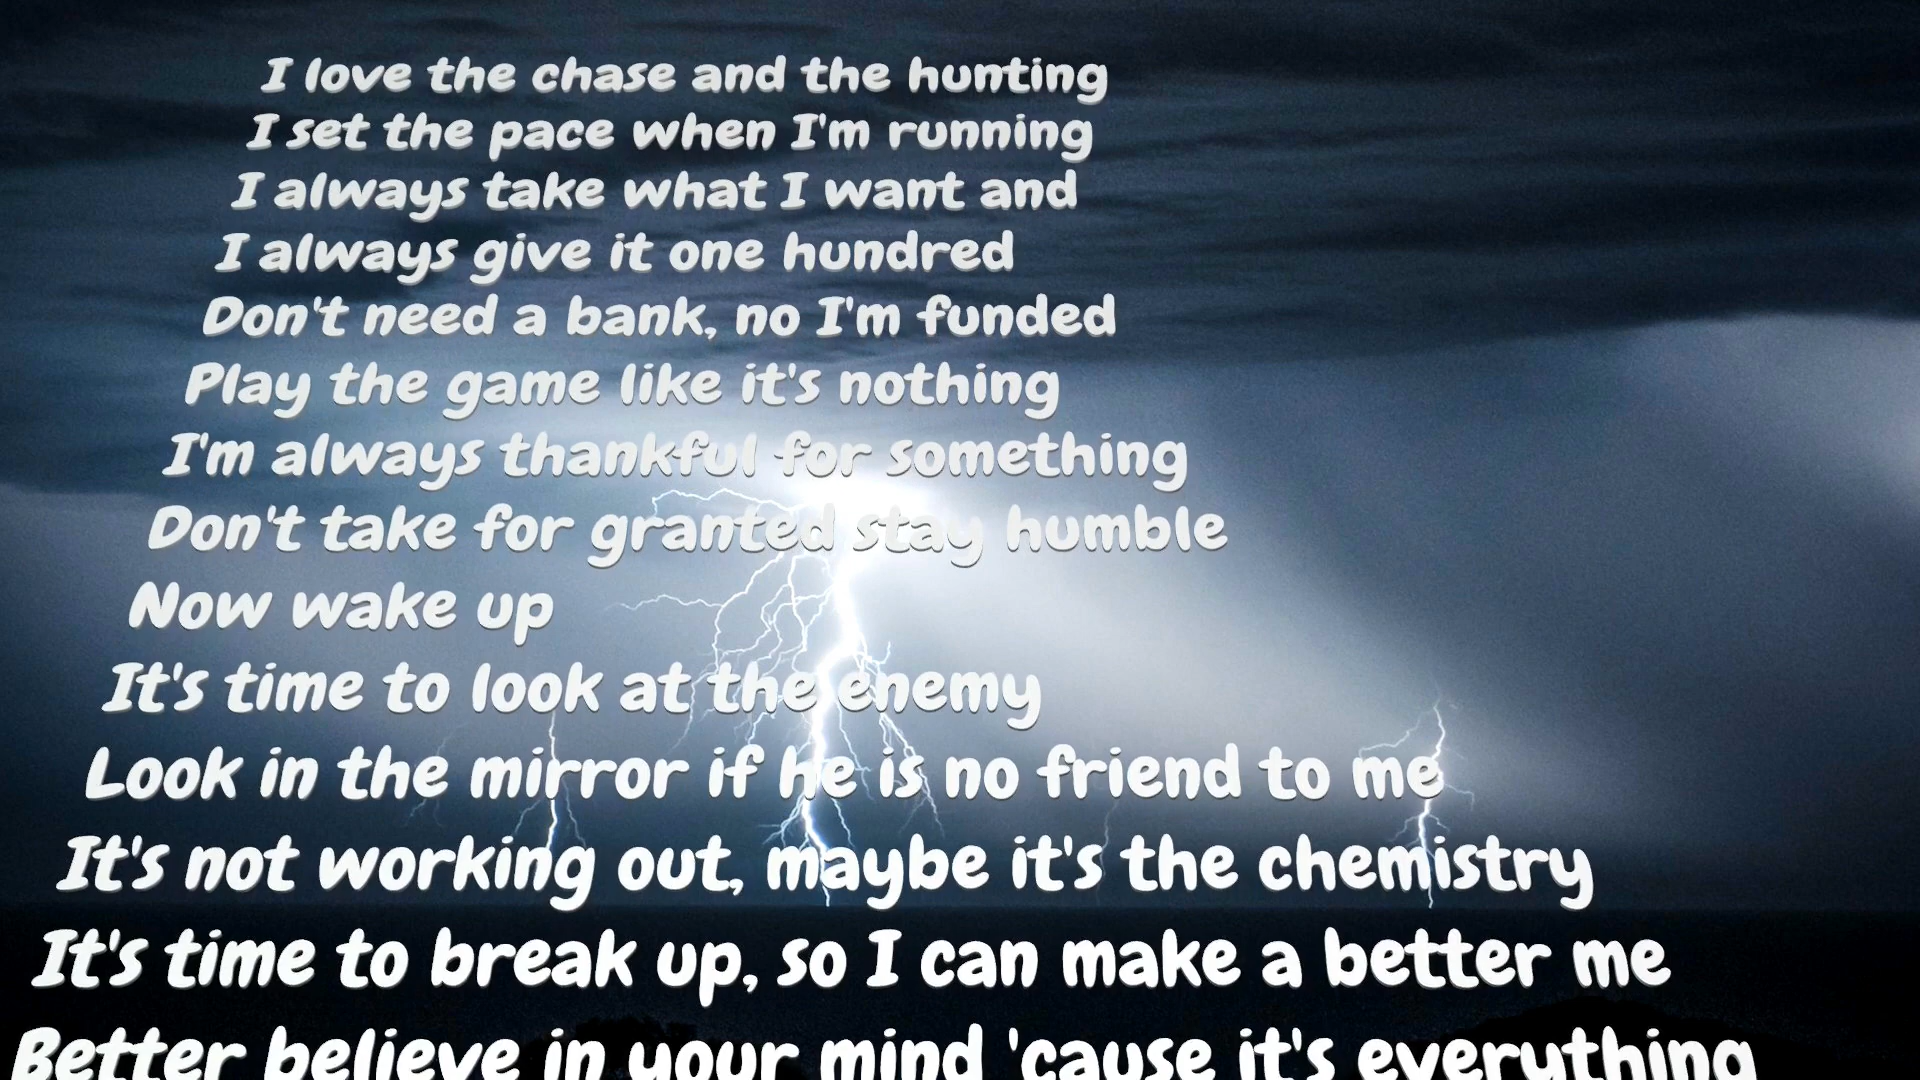 I love the chase and the hunting
I set the pace when I'm running
I always take what I want and
I always give it one hundred
Don't need a bank, no I'm funded
Play the game like it's nothing
I'm always thankful for something
Don't take for granted stay humble
Now wake up
It's time to look at the enemy
Look in the mirror if he is no friend to me
It's not working out, maybe it's the chemistry
It's time to break up, so I can make a better me
Better believe in your mind 'cause it's everything